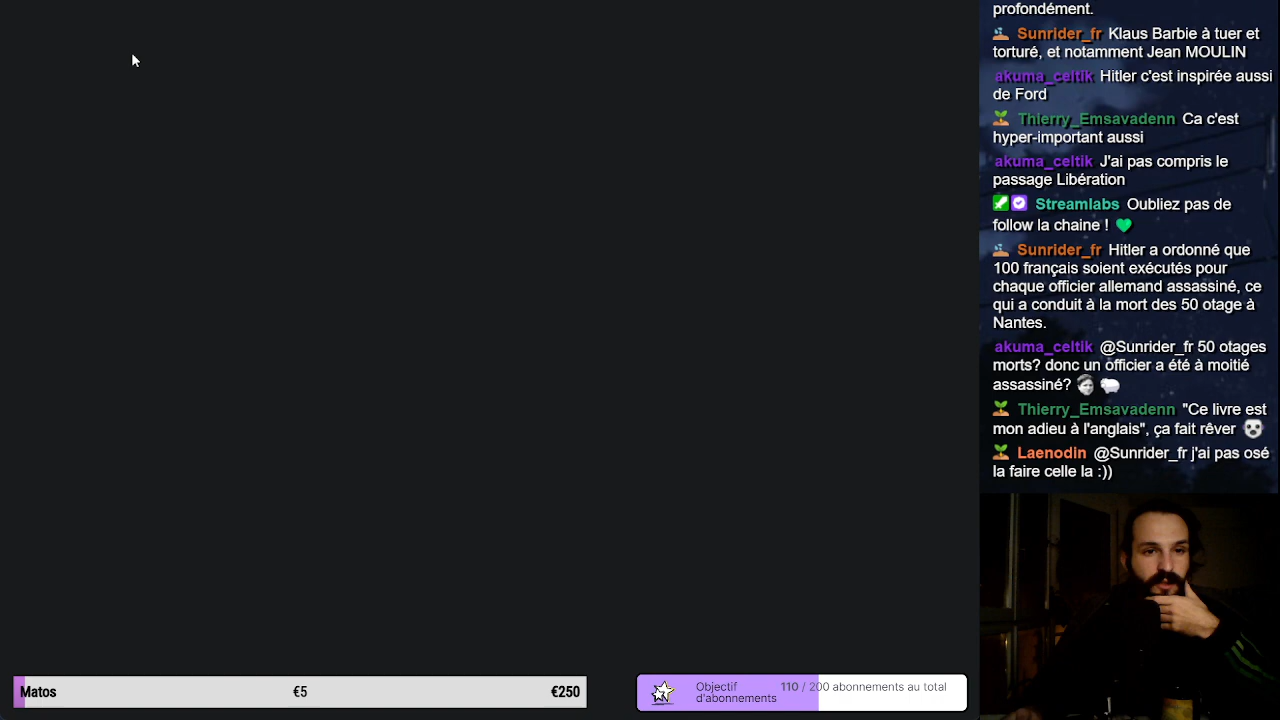 profondément.
Sunrider_fr Klaus Barbie à tuer et
torturé, et notamment Jean MOULIN
akuma_celtik Hitler c'est inspirée aussi
de Ford
Thierry_Emsavadenn Ca c'est
hyper-important aussi
akuma_celtik J'ai pas compris le
passage Libération
Streamlabs Oubliez pas de
follow la chaine !
Sunrider_fr Hitler a ordonné que
100 français soient exécutés pour
chaque officier allemand assassiné, ce
qui a conduit à la mort des 50 otage à
Nantes.
akuma_celtik @Sunrider_fr 50 otages
morts? donc un officier a été à moitié
assassiné?
Thierry_Emsavadenn "Ce livre est
mon adieu à l'anglais", ça fait rêver
Laenodin @Sunrider_fr j'ai pas osé
la faire celle la :))
Matos €5 €250
Objectif 110 / 200 abonnements au total
d'abonnements